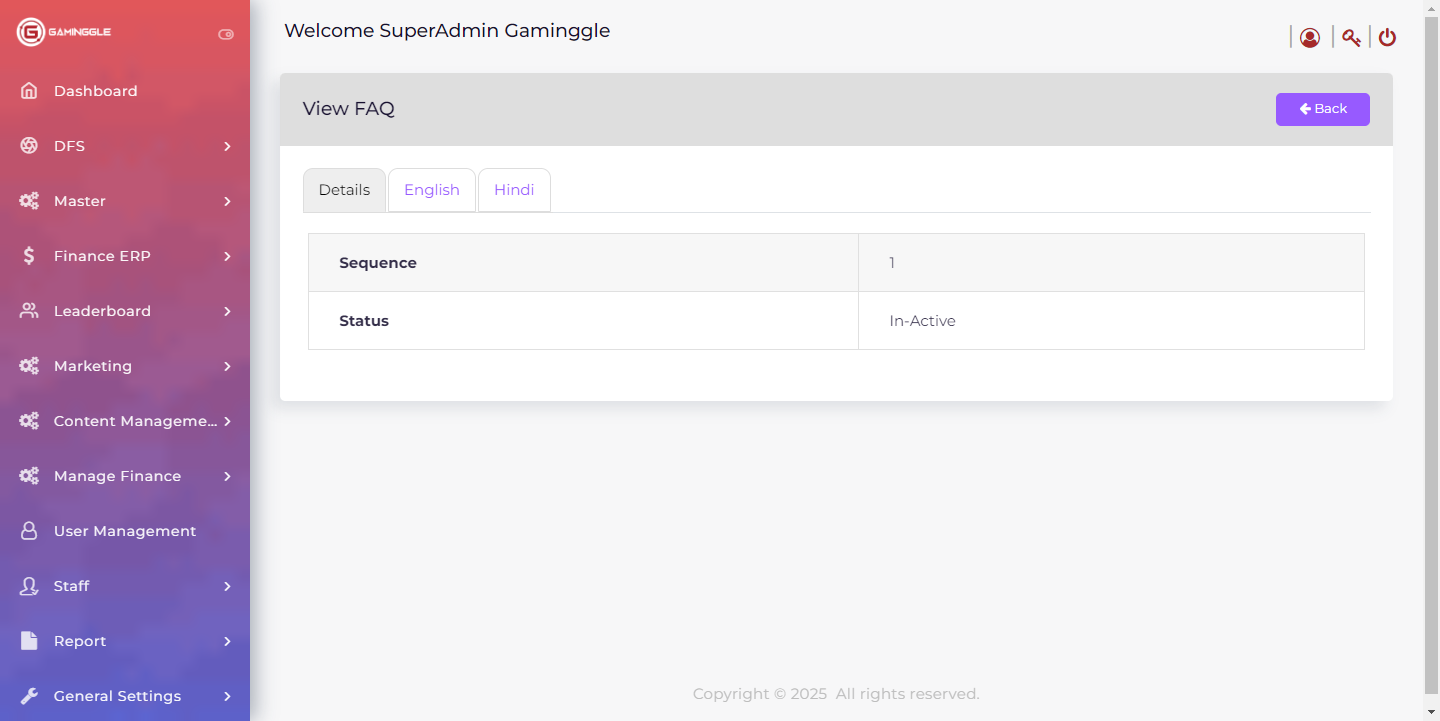 GAMINGGLE
Welcome SuperAdmin Gaminggle
Dashboard
DFS
Master
Finance ERP
Leaderboard
Marketing
Content Manageme...
Manage Finance
User Management
Staff
Report
General Settings
View FAQ
Back
Details English Hindi
Sequence 1
Status In-Active
Copyright © 2025 All rights reserved.